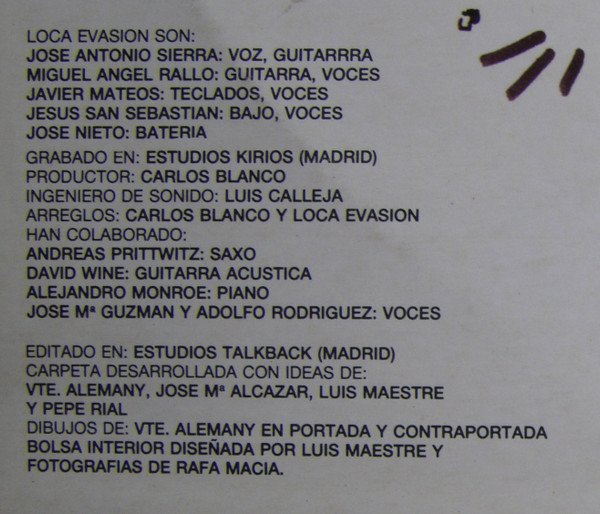 LOCA EVASION SON:
JOSE ANTONIO SIERRA: VOZ, GUITARRRA
MIGUEL ANGEL RALLO: GUITARRA, VOCES
JAVIER MATEOS: TECLADOS, VOCES
JESUS SAN SEBASTIAN: BAJO, VOCES
JOSE NIETO: BATERIA
GRABADO EN: ESTUDIOS KIRIOS (MADRID)
PRODUCTOR: CARLOS BLANCO
INGENIERO DE SONIDO: LUIS CALLEJA
ARREGLOS: CARLOS BLANCO Y LOCA EVASION
HAN COLABORADO:
ANDREAS PRITTWITZ: SAXO
DAVID WINE: GUITARRA ACUSTICA
ALEJANDRO MONROE: PIANO
JOSE Mª GUZMAN Y ADOLFO RODRIGUEZ: VOCES
EDITADO EN: ESTUDIOS TALKBACK (MADRID)
CARPETA DESARROLLADA CON IDEAS DE:
VTE. ALEMANY, JOSE Mª ALCAZAR, LUIS MAESTRE
Y PEPE RIAL
DIBUJOS DE: VTE. ALEMANY EN PORTADA Y CONTRAPORTADA
BOLSA INTERIOR DISEÑADA POR LUIS MAESTRE Y
FOTOGRAFIAS DE RAFA MACIA.